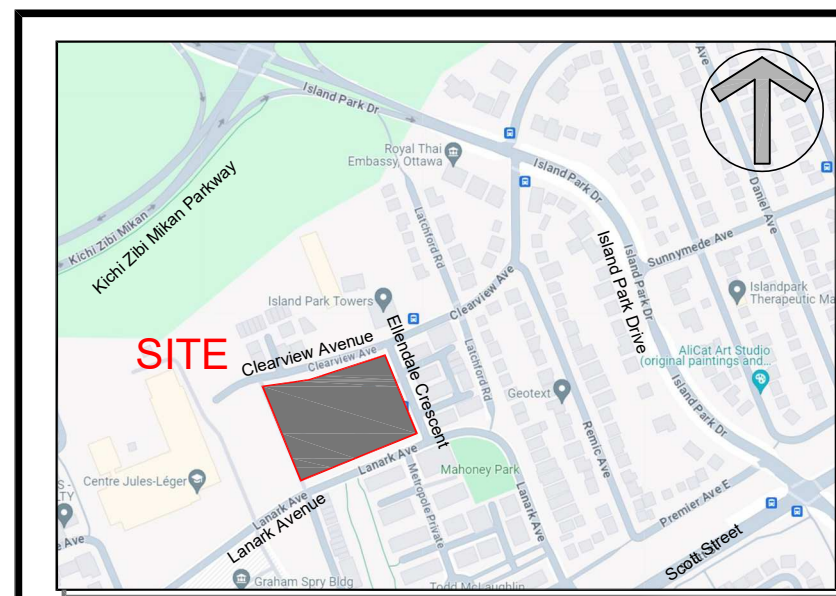 Island Park Dr
Ave
Royal Thai
Embassy, Ottawa
Island Park Dr
Daniel Ave
Kichi Zibi Mikan
Kichi Zibi Mikan Parkway
Latchford Rd
Island Park Dr
Island Park Drive
Sunnymede Ave
Island Park Towers
Clearview Ave
Islandpark
Therapeutic Ma
SITE
Clearview Avenue
Clearview Ave
Ellendale Crescent
Latchford Rd
AliCat Art Studio
(original paintings and...
Geotext
Island Park Dr
Remic Ave
Centre Jules-Léger
Lanark Ave
Mahoney Park
S -
LTY
e Ave
Lanark Ave
Lanark Avenue
Metropole Private
Lanark Ave
Premier Ave E
Scott Street
Graham Spry Bldg
Todd McLaughlin